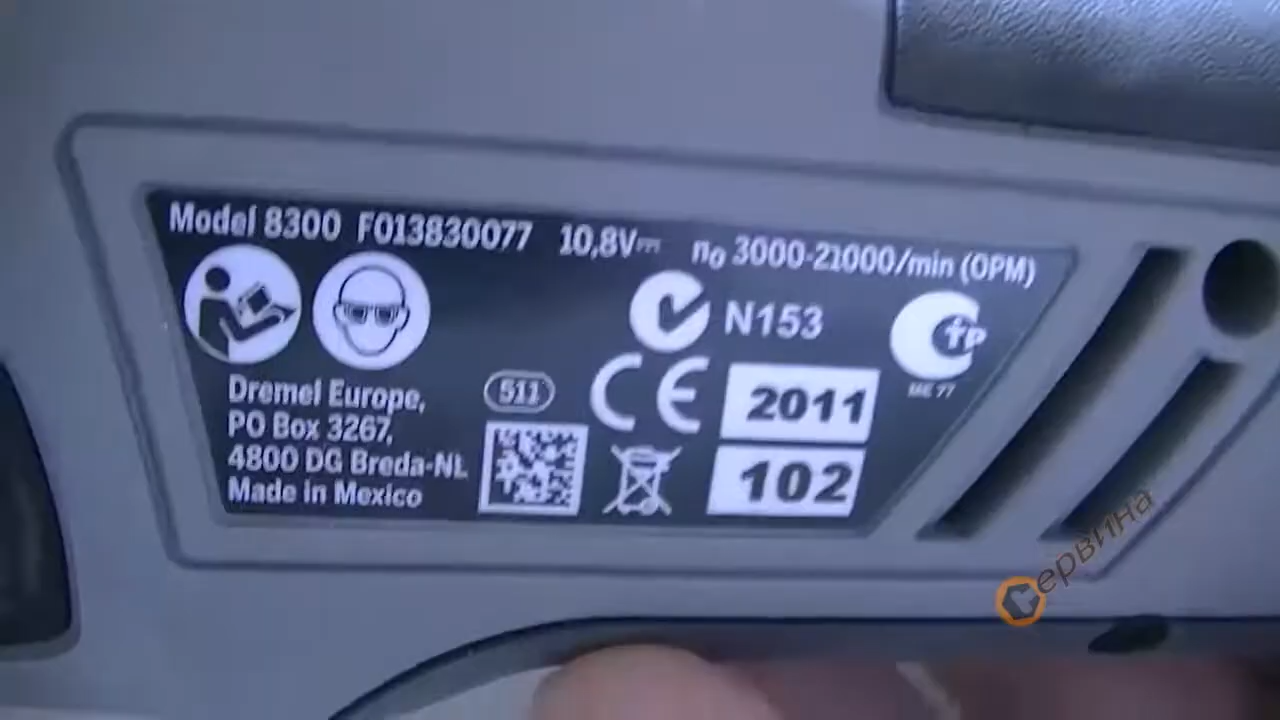 Model 8300 F013830077 10,8V⎓ n₀ 3000-21000/min (OPM)
N153
ME 77
Dremel Europe,
PO Box 3267,
4800 DG Breda-NL
Made in Mexico
511
CE
2011
102
Сервина